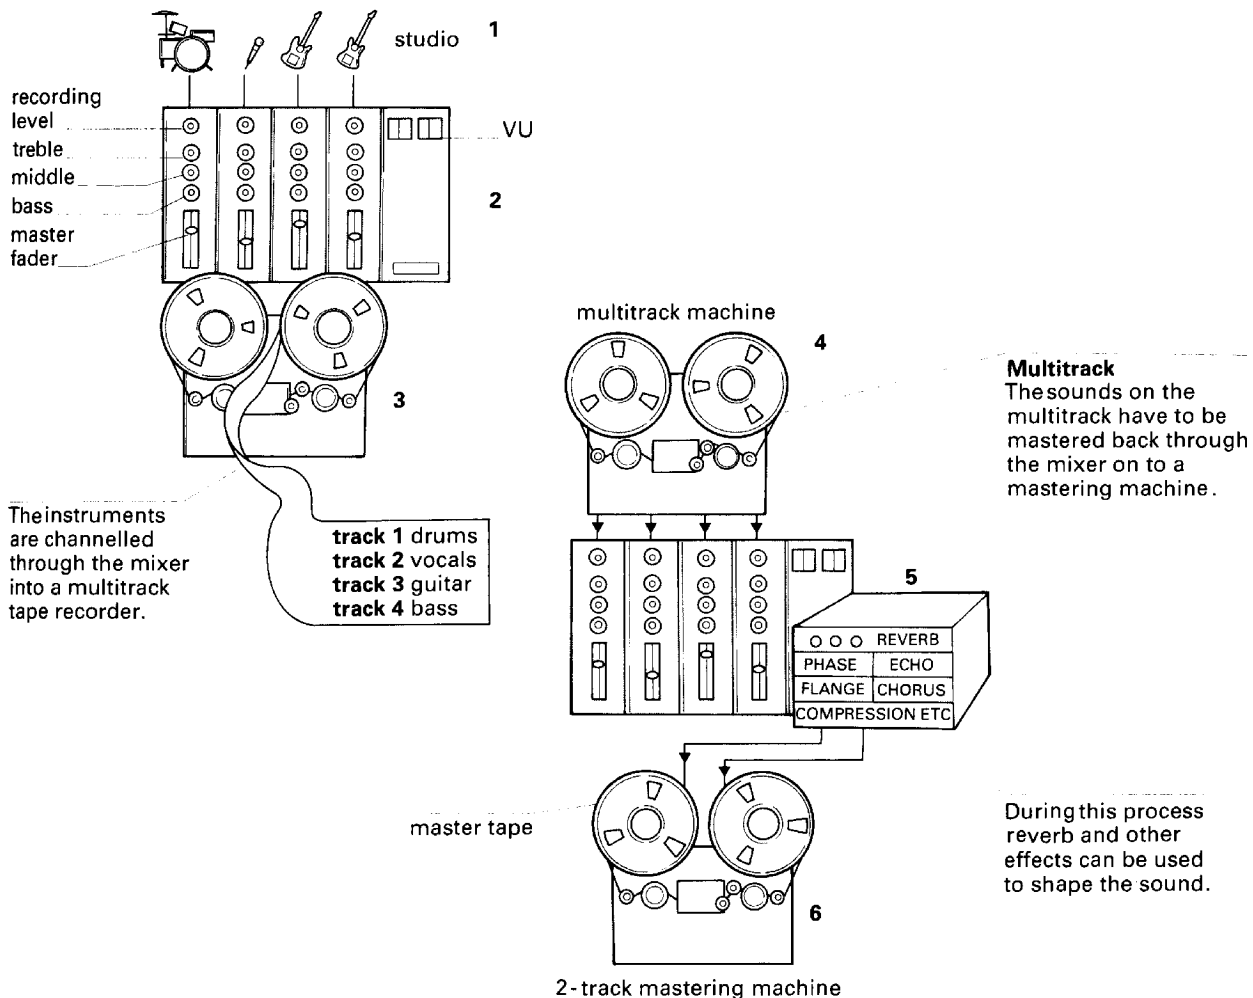 studio 1
recording
level
treble
middle
bass
master
fader
VU
2
3
The instruments
are channelled
through the mixer
into a multitrack
tape recorder.
track 1 drums
track 2 vocals
track 3 guitar
track 4 bass
multitrack machine
4
Multitrack
The sounds on the
multitrack have to be
mastered back through
the mixer on to a
mastering machine.
5
REVERB
PHASE ECHO
FLANGE CHORUS
COMPRESSION ETC
master tape
During this process
reverb and other
effects can be used
to shape the sound.
6
2-track mastering machine